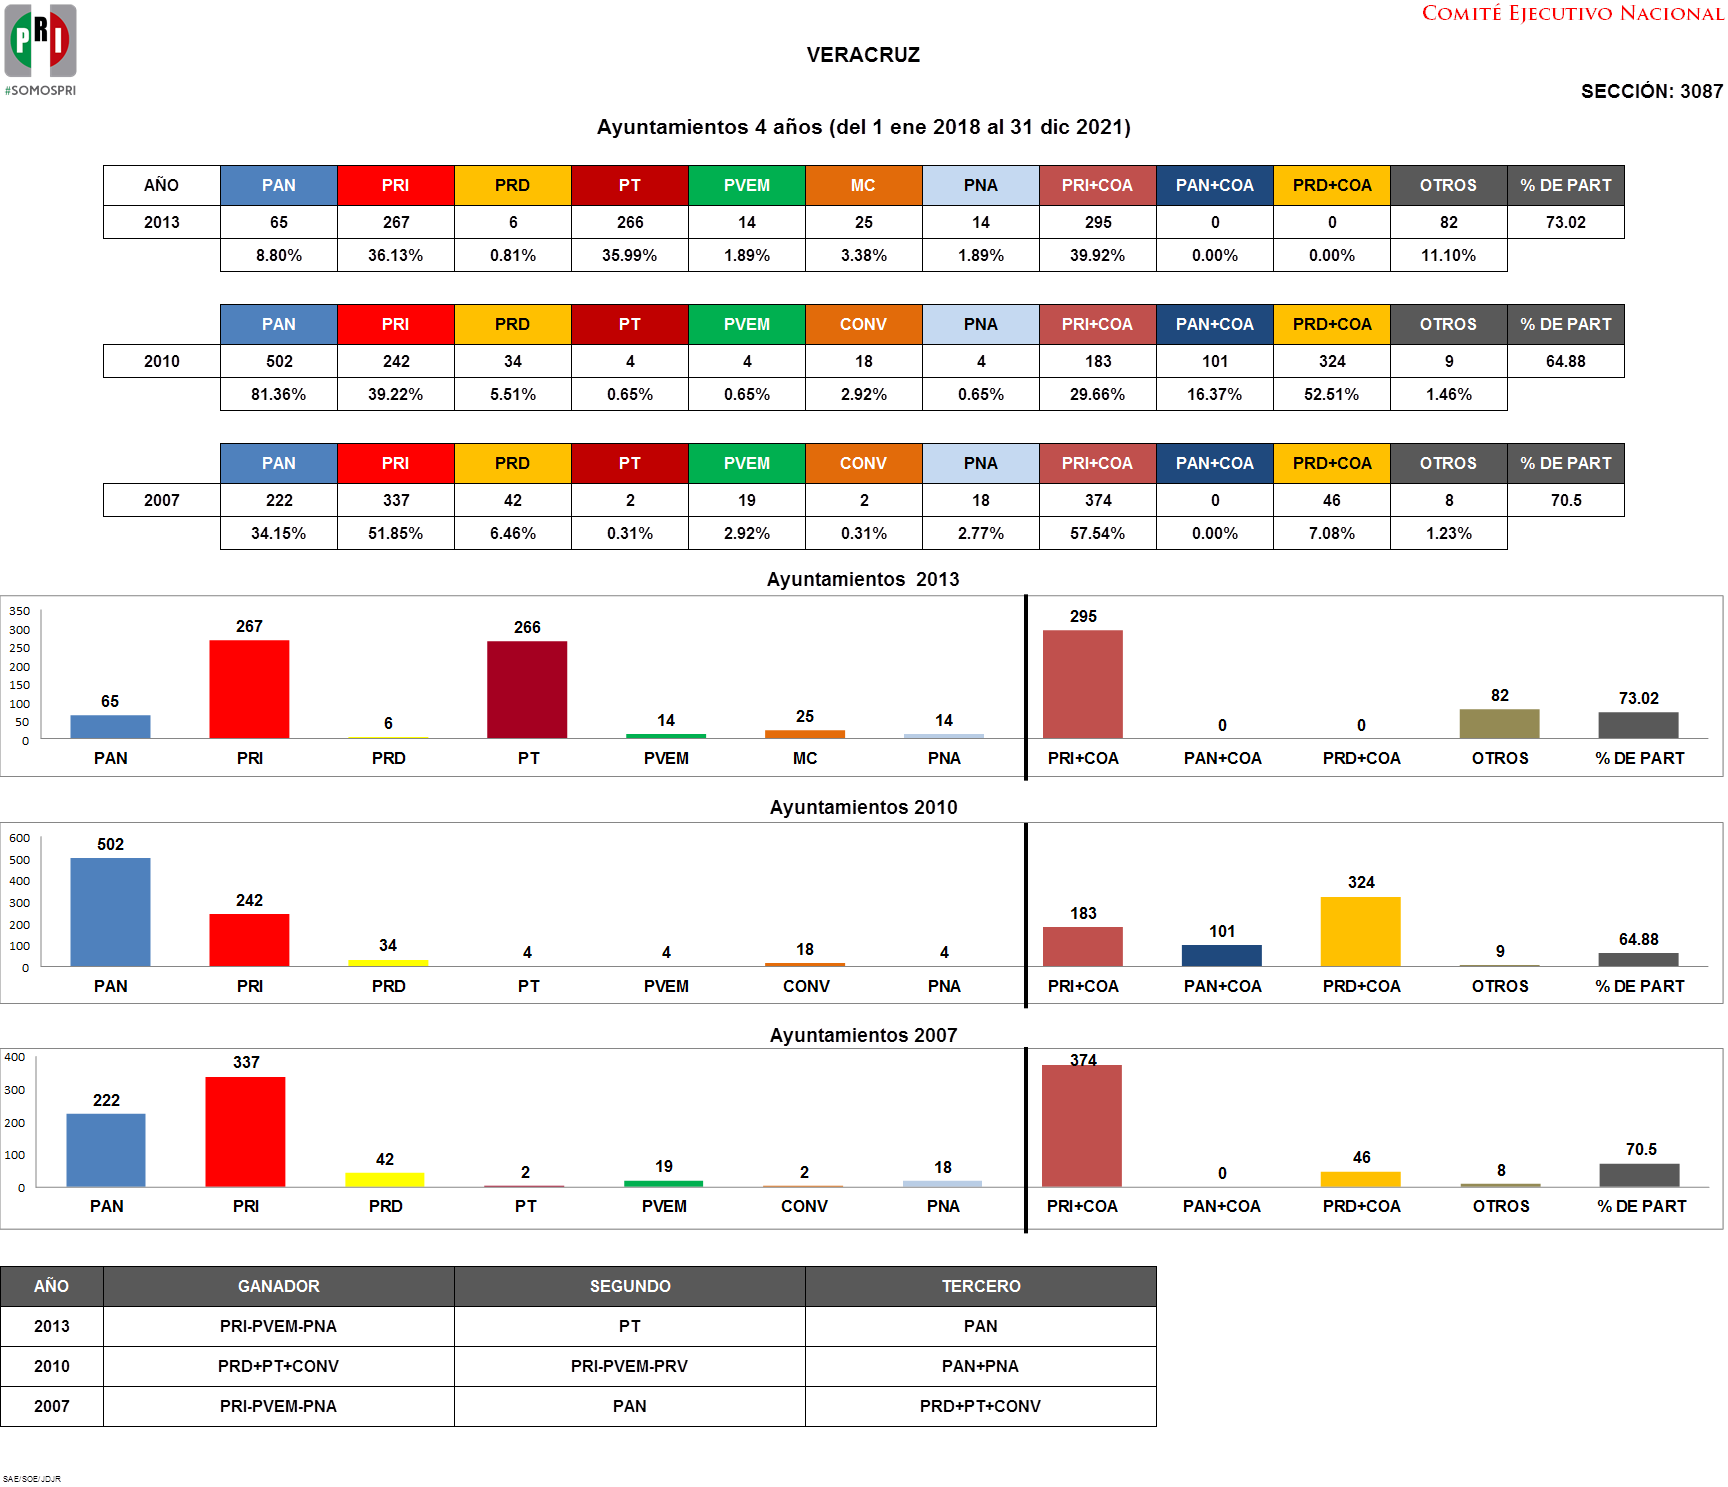 COMITÉ EJECUTIVO NACIONAL
PRI
#SOMOSPRI
VERACRUZ
SECCIÓN: 3087
Ayuntamientos 4 años (del 1 ene 2018 al 31 dic 2021)
AÑO PAN PRI PRD PT PVEM MC PNA PRI+COA PAN+COA PRD+COA OTROS % DE PART
2013 65 267 6 266 14 25 14 295 0 0 82 73.02
8.80% 36.13% 0.81% 35.99% 1.89% 3.38% 1.89% 39.92% 0.00% 0.00% 11.10%
PAN PRI PRD PT PVEM CONV PNA PRI+COA PAN+COA PRD+COA OTROS % DE PART
2010 502 242 34 4 4 18 4 183 101 324 9 64.88
81.36% 39.22% 5.51% 0.65% 0.65% 2.92% 0.65% 29.66% 16.37% 52.51% 1.46%
PAN PRI PRD PT PVEM CONV PNA PRI+COA PAN+COA PRD+COA OTROS % DE PART
2007 222 337 42 2 19 2 18 374 0 46 8 70.5
34.15% 51.85% 6.46% 0.31% 2.92% 0.31% 2.77% 57.54% 0.00% 7.08% 1.23%
Ayuntamientos 2013
350
300
250
200
150
100
50
0
65 267 6 266 14 25 14 295 0 0 82 73.02
PAN PRI PRD PT PVEM MC PNA PRI+COA PAN+COA PRD+COA OTROS % DE PART
Ayuntamientos 2010
600
500
400
300
200
100
0
502 242 34 4 4 18 4 183 101 324 9 64.88
PAN PRI PRD PT PVEM CONV PNA PRI+COA PAN+COA PRD+COA OTROS % DE PART
Ayuntamientos 2007
400
300
200
100
0
222 337 42 2 19 2 18 374 0 46 8 70.5
PAN PRI PRD PT PVEM CONV PNA PRI+COA PAN+COA PRD+COA OTROS % DE PART
AÑO GANADOR SEGUNDO TERCERO
2013 PRI-PVEM-PNA PT PAN
2010 PRD+PT+CONV PRI-PVEM-PRV PAN+PNA
2007 PRI-PVEM-PNA PAN PRD+PT+CONV
SAE/SOE/JDJR